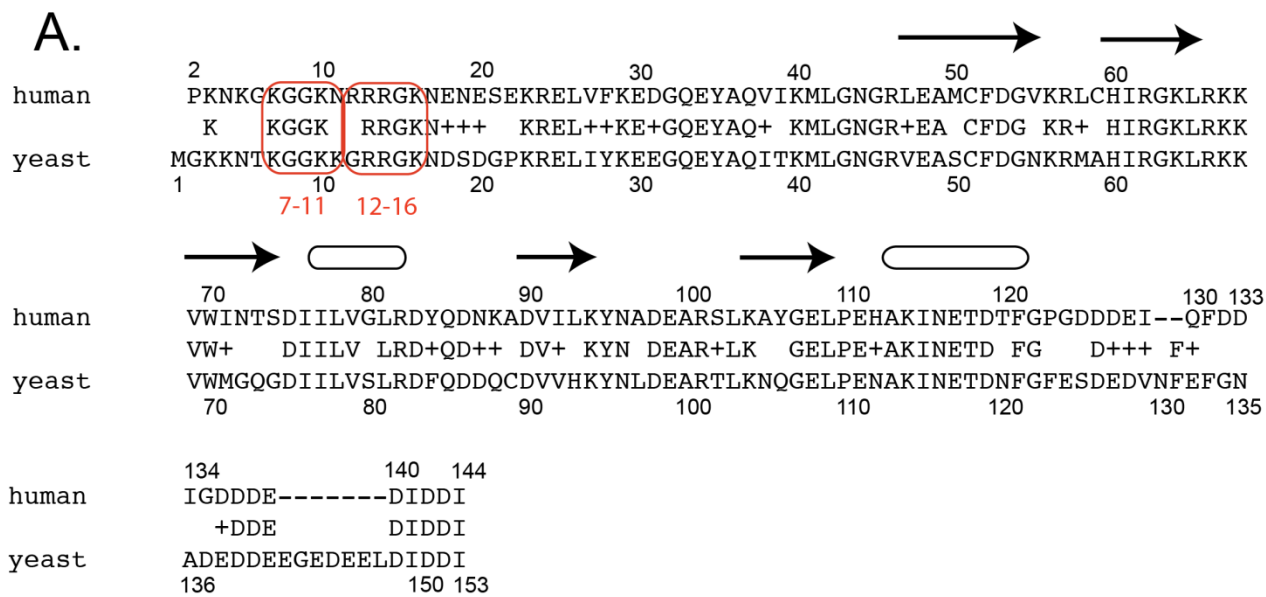 A.
2 10 20 30 40 50 60
human PKNKGKGGKNRRRGKNENESEKRELVFKEDGQEYAQVIKMLGNGRLEAMCFDGVKRLCHIRGKLRKK
K KGGK RRGKN+++ KREL++KE+GQEYAQ+ KMLGNGR+EA CFDG KR+ HIRGKLRKK
yeast MGKKNTKGGKKGRRGKNDSDGPKRELIYKEEGQEYAQITKMLGNGRVEASCFDGNKRMAHIRGKLRKK
1 10 20 30 40 50 60
7-11 12-16
70 80 90 100 110 120 130 133
human VWINTSDIILVGLRDYQDNKADVILKYNADEARSLKAYGELPEHAKINETDTFGPGDDDEI--QFDD
VW+ DIILV LRD+QD++ DV+ KYN DEAR+LK GELPE+AKINETD FG D+++ F+
yeast VWMGQGDIILVSLRDFQDDQCDVVHKYNLDEARTLKNQGELPENAKINETDNFGFESDEDVNFEFGN
70 80 90 100 110 120 130 135
134 140 144
human IGDDDE-------DIDDI
+DDE DIDDI
yeast ADEDDEEGEDEELDIDDI
136 150 153